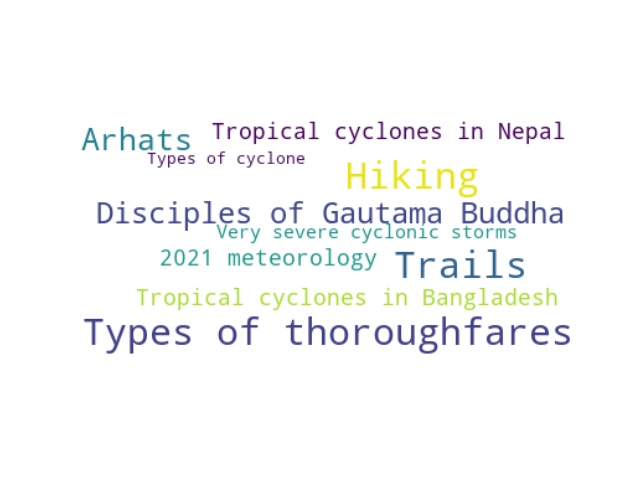 Arhats
Tropical cyclones in Nepal
Types of cyclone
Hiking
Disciples of Gautama Buddha
Very severe cyclonic storms
2021 meteorology
Trails
Tropical cyclones in Bangladesh
Types of thoroughfares